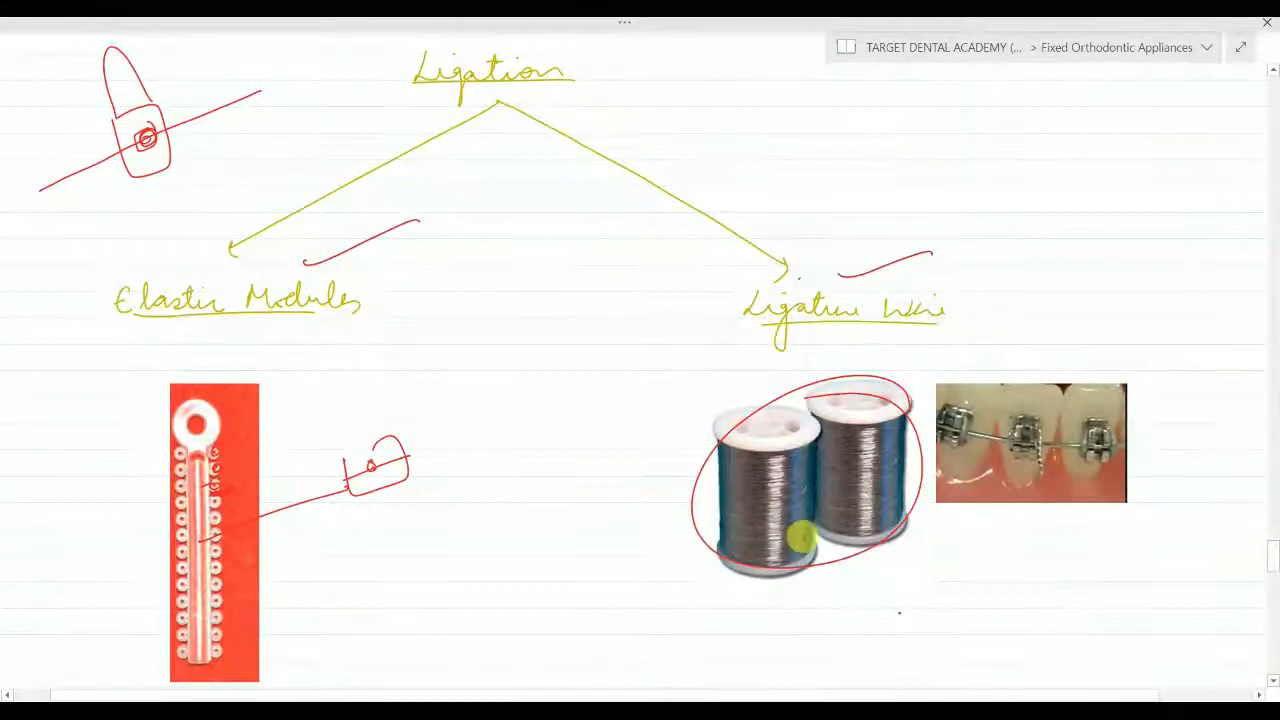 TARGET DENTAL ACADEMY (... > Fixed Orthodontic Appliances
Ligation
Elastic Modules
Ligature Wire